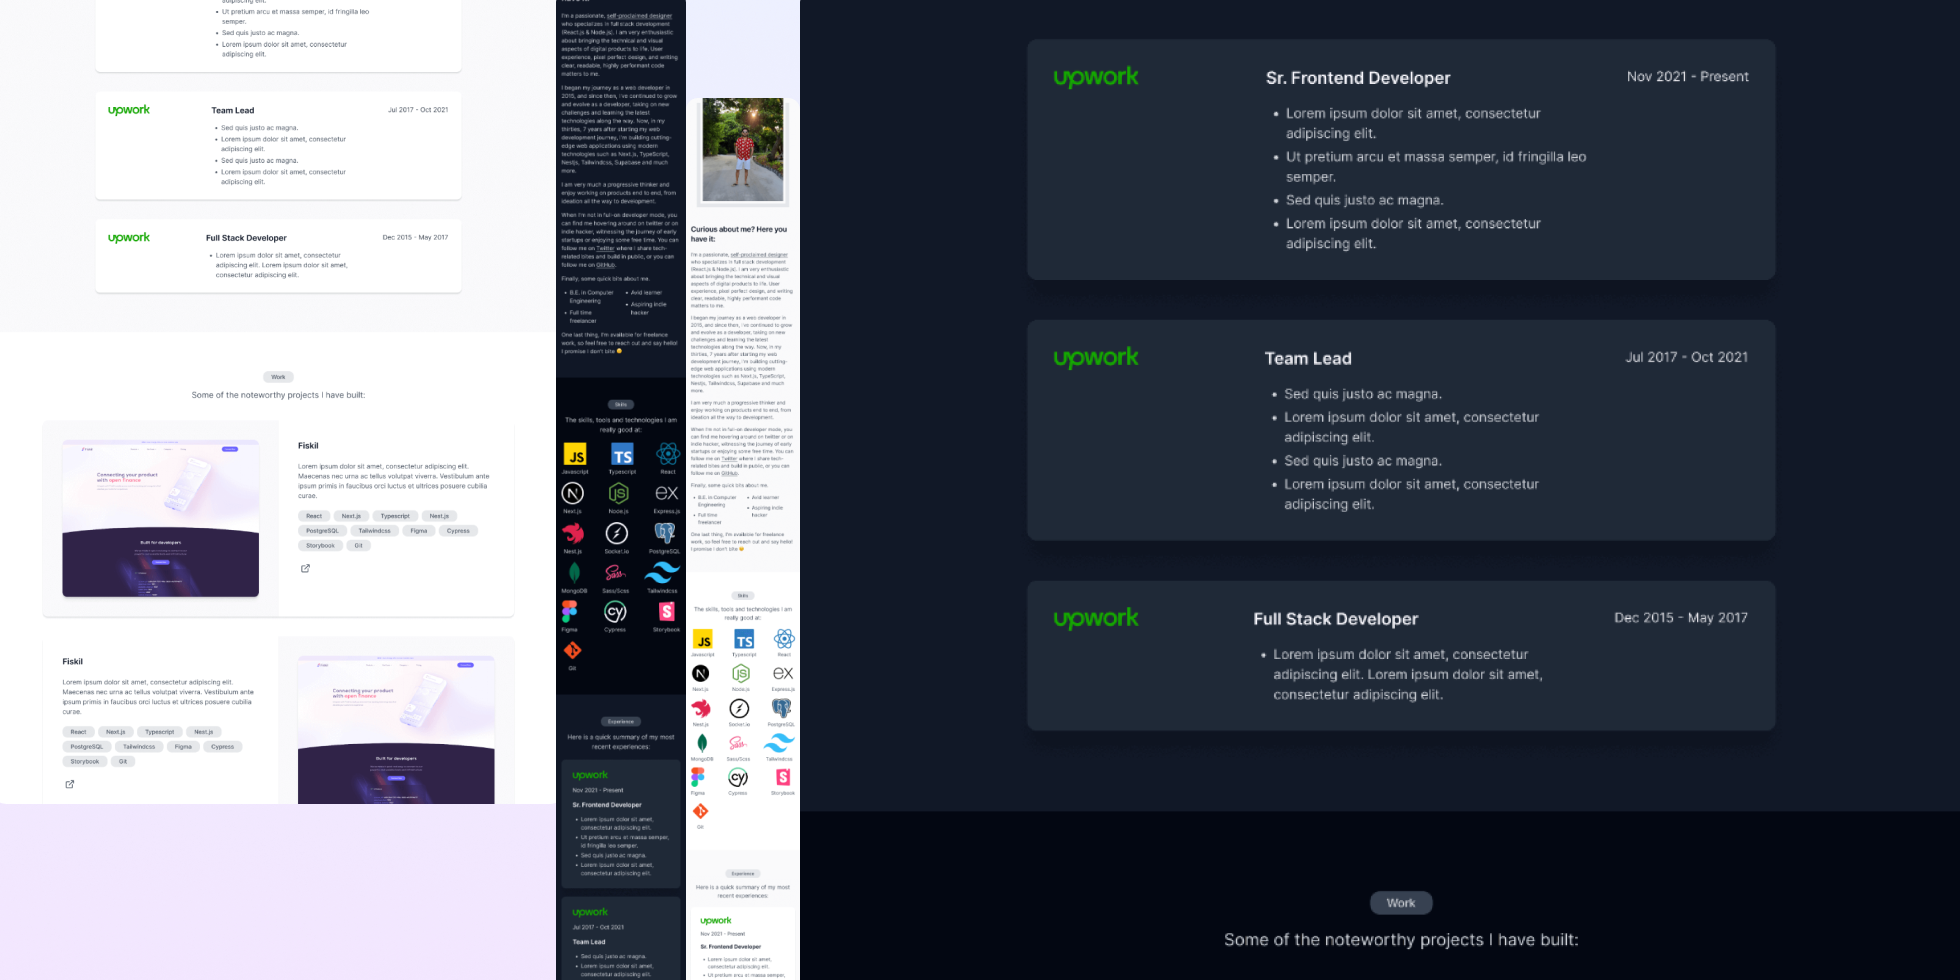 Ut pretium arcu et massa semper, id fringilla leo
semper.
Sed quis justo ac magna.
Lorem ipsum dolor sit amet, consectetur
adipiscing elit.
upwork
Team Lead
Jul 2017 - Oct 2021
Sed quis justo ac magna.
Lorem ipsum dolor sit amet, consectetur
adipiscing elit.
Sed quis justo ac magna.
Lorem ipsum dolor sit amet, consectetur
adipiscing elit.
upwork
Full Stack Developer
Dec 2015 - May 2017
Lorem ipsum dolor sit amet, consectetur
adipiscing elit. Lorem ipsum dolor sit amet,
consectetur adipiscing elit.
Work
Some of the noteworthy projects I have built:
Connecting your product
with open finance
Built for developers
Fiskil
Lorem ipsum dolor sit amet, consectetur adipiscing elit.
Maecenas nec urna ac tellus volutpat viverra. Vestibulum ante
ipsum primis in faucibus orci luctus et ultrices posuere cubilia
curae.
React Next.js Typescript Next.js
PostgreSQL Tailwindcss Figma Cypress
Storybook Git
Fiskil
Lorem ipsum dolor sit amet, consectetur adipiscing elit.
Maecenas nec urna ac tellus volutpat viverra. Vestibulum ante
ipsum primis in faucibus orci luctus et ultrices posuere cubilia
curae.
React Next.js Typescript Next.js
PostgreSQL Tailwindcss Figma Cypress
Storybook Git
Connecting your product
with open finance
Built for developers
I'm a passionate, self-proclaimed designer
who specializes in full stack development
(React.js & Node.js). I am very enthusiastic
about bringing the technical and visual
aspects of digital products to life. User
experience, pixel perfect design, and writing
clear, readable, highly performant code
matters to me.
I began my journey as a web developer in
2015, and since then, I've continued to grow
and evolve as a developer, taking on new
challenges and learning the latest
technologies along the way. Now, in my
thirties, 7 years after starting my web
development journey, I'm building cutting-
edge web applications using modern
technologies such as Next.js, TypeScript,
Nestjs, Tailwindcss, Supabase and much
more.
I am very much a progressive thinker and
enjoy working on products end to end, from
ideation all the way to development.
When I'm not in full-on developer mode, you
can find me hovering around on twitter or on
indie hacker, witnessing the journey of early
startups or enjoying some free time. You can
follow me on Twitter where I share tech-
related bites and build in public, or you can
follow me on GitHub.
Finally, some quick bits about me.
B.E. in Computer
Engineering
Full time
freelancer
Avid learner
Aspiring indie
hacker
One last thing, I'm available for freelance
work, so feel free to reach out and say hello!
I promise I don't bite 😉
Skills
The skills, tools and technologies I am
really good at:
JS TS
Javascript Typescript React
N JS ex
Next.js Node.js Express.js
Nest.js Socket.io PostgreSQL
Sass
MongoDB Sass/Scss Tailwindcss
cy S
Figma Cypress Storybook
Git
Experience
Here is a quick summary of my most
recent experiences:
upwork
Nov 2021 - Present
Sr. Frontend Developer
Lorem ipsum dolor sit amet,
consectetur adipiscing elit.
Ut pretium arcu et massa semper,
id fringilla leo semper.
Sed quis justo ac magna.
Lorem ipsum dolor sit amet,
consectetur adipiscing elit.
upwork
Jul 2017 - Oct 2021
Team Lead
Sed quis justo ac magna.
Lorem ipsum dolor sit amet,
consectetur adipiscing elit.
Curious about me? Here you
have it:
I'm a passionate, self-proclaimed designer
who specializes in full stack development
(React.js & Node.js). I am very enthusiastic
about bringing the technical and visual
aspects of digital products to life. User
experience, pixel perfect design, and writing
clear, readable, highly performant code
matters to me.
I began my journey as a web developer in
2015, and since then, I've continued to grow
and evolve as a developer, taking on new
challenges and learning the latest
technologies along the way. Now, in my
thirties, 7 years after starting my web
development journey, I'm building cutting-
edge web applications using modern
technologies such as Next.js, TypeScript,
Nestjs, Tailwindcss, Supabase and much
more.
I am very much a progressive thinker and
enjoy working on products end to end, from
ideation all the way to development.
When I'm not in full-on developer mode, you
can find me hovering around on twitter or on
indie hacker, witnessing the journey of early
startups or enjoying some free time. You can
follow me on Twitter where I share tech-
related bites and build in public, or you can
follow me on GitHub.
Finally, some quick bits about me.
B.E. in Computer
Engineering
Full time
freelancer
Avid learner
Aspiring indie
hacker
One last thing, I'm available for freelance
work, so feel free to reach out and say hello!
I promise I don't bite 😉
Skills
The skills, tools and technologies I am
really good at:
JS TS
Javascript Typescript React
N JS ex
Next.js Node.js Express.js
Nest.js Socket.io PostgreSQL
Sass
MongoDB Sass/Scss Tailwindcss
cy S
Figma Cypress Storybook
Git
Experience
Here is a quick summary of my most
recent experiences:
upwork
Nov 2021 - Present
Sr. Frontend Developer
Lorem ipsum dolor sit amet,
consectetur adipiscing elit.
Ut pretium arcu et massa semper,
upwork
Sr. Frontend Developer
Nov 2021 - Present
Lorem ipsum dolor sit amet, consectetur
adipiscing elit.
Ut pretium arcu et massa semper, id fringilla leo
semper.
Sed quis justo ac magna.
Lorem ipsum dolor sit amet, consectetur
adipiscing elit.
upwork
Team Lead
Jul 2017 - Oct 2021
Sed quis justo ac magna.
Lorem ipsum dolor sit amet, consectetur
adipiscing elit.
Sed quis justo ac magna.
Lorem ipsum dolor sit amet, consectetur
adipiscing elit.
upwork
Full Stack Developer
Dec 2015 - May 2017
Lorem ipsum dolor sit amet, consectetur
adipiscing elit. Lorem ipsum dolor sit amet,
consectetur adipiscing elit.
Work
Some of the noteworthy projects I have built: